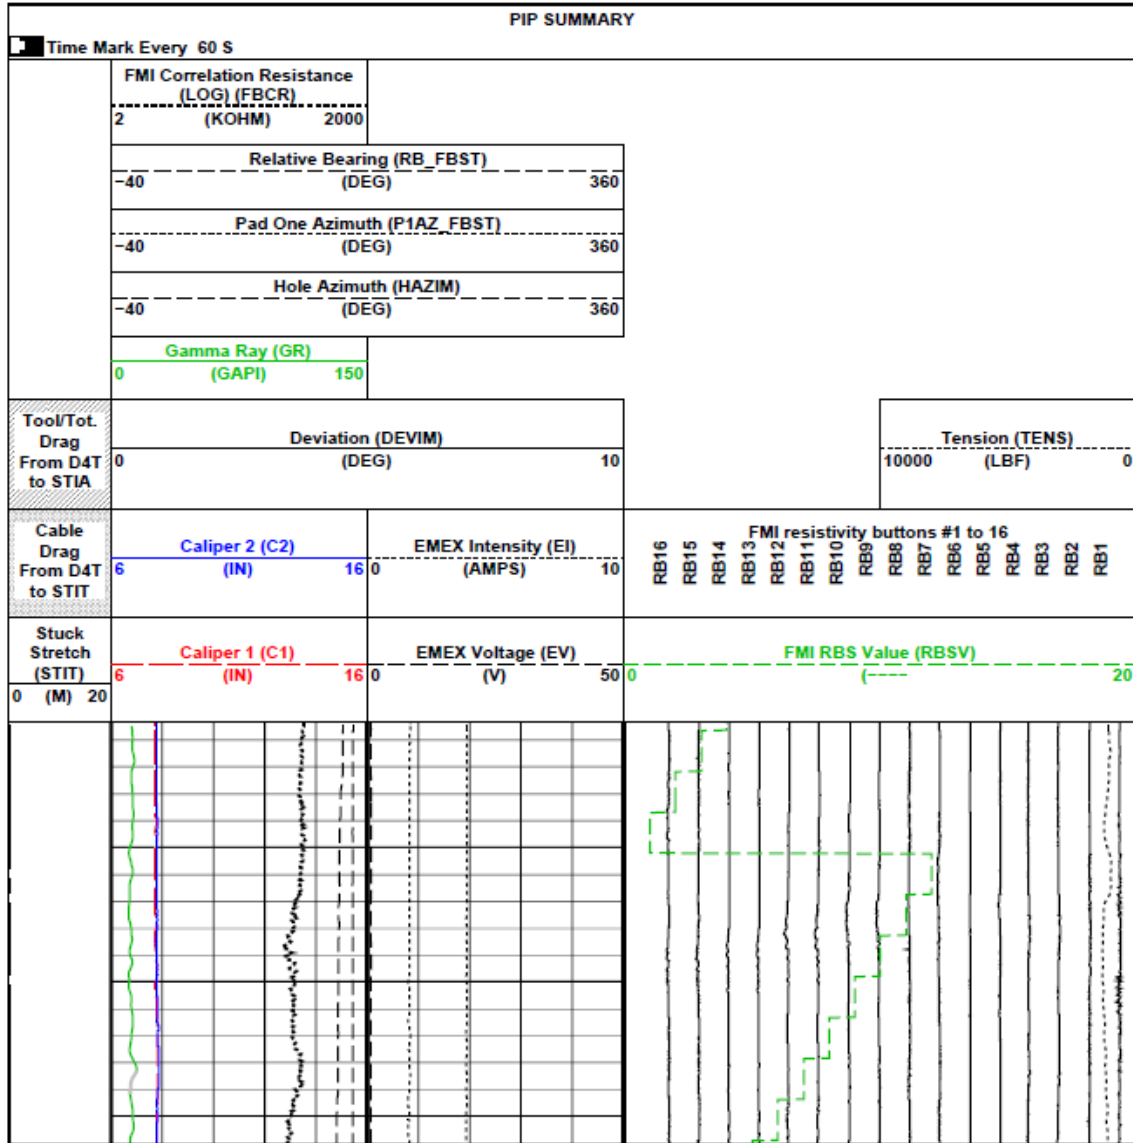 PIP SUMMARY
Time Mark Every 60 S
FMI Correlation Resistance
(LOG) (FBCR)
2 (KOHM) 2000
Relative Bearing (RB_FBST)
−40 (DEG) 360
Pad One Azimuth (P1AZ_FBST)
−40 (DEG) 360
Hole Azimuth (HAZIM)
−40 (DEG) 360
Gamma Ray (GR)
0 (GAPI) 150
Tool/Tot.
Drag
From D4T
to STIA
Deviation (DEVIM)
0 (DEG) 10
Tension (TENS)
10000 (LBF) 0
Cable
Drag
From D4T
to STIT
Caliper 2 (C2)
6 (IN) 16
EMEX Intensity (EI)
0 (AMPS) 10
FMI resistivity buttons #1 to 16
RB16 RB15 RB14 RB13 RB12 RB11 RB10 RB9 RB8 RB7 RB6 RB5 RB4 RB3 RB2 RB1
Stuck
Stretch
(STIT)
0 (M) 20
Caliper 1 (C1)
6 (IN) 16
EMEX Voltage (EV)
0 (V) 50
FMI RBS Value (RBSV)
0 (---- 20